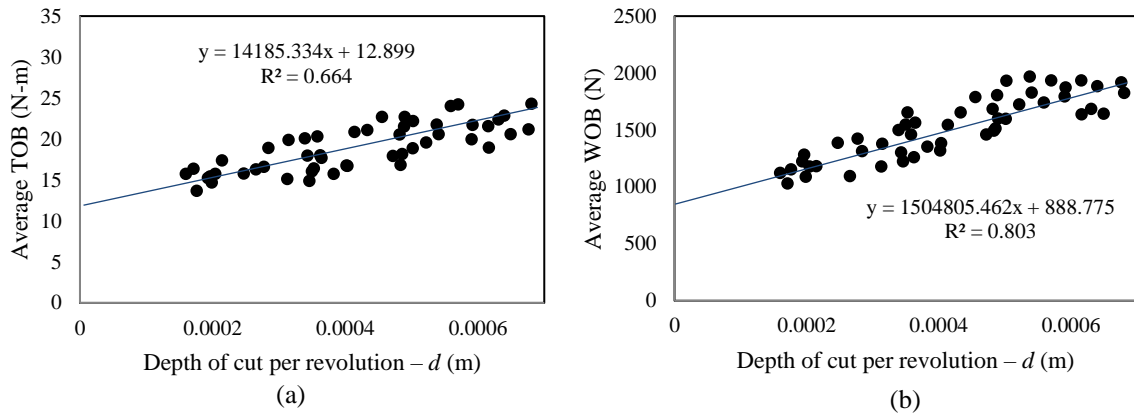 35
30
25
20
15
10
5
0
Average TOB (N-m)
y = 14185.334x + 12.899
R² = 0.664
0 0.0002 0.0004 0.0006
Depth of cut per revolution – d (m)
(a)
2500
2000
1500
1000
500
0
Average WOB (N)
y = 1504805.462x + 888.775
R² = 0.803
0 0.0002 0.0004 0.0006
Depth of cut per revolution – d (m)
(b)